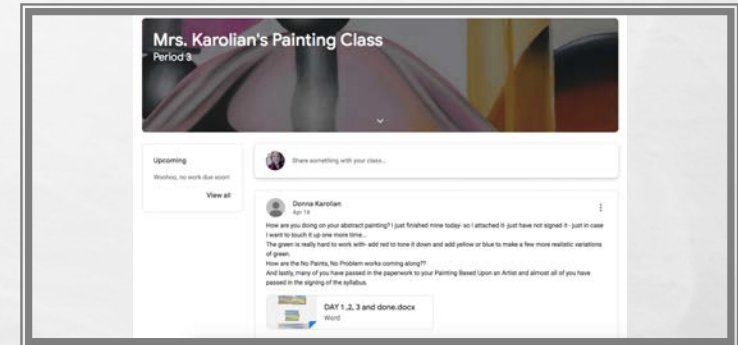 Mrs. Karolian's Painting Class
Period 3
Upcoming
Woohoo, no work due soon!
View all
Share something with your class...
Donna Karolian
Apr 16
How are you doing on your abstract painting? I just finished mine today- so I attached it- just have not signed it - just in case
I want to touch it up one more time...
The green is really hard to work with- add red to tone it down and add yellow or blue to make a few more realistic variations
of green.
How are the No Paints, No Problem works coming along??
And lastly, many of you have passed in the paperwork to your Painting Based Upon an Artist and almost all of you have
passed in the signing of the syllabus.
DAY 1 ,2, 3 and done.docx
Word